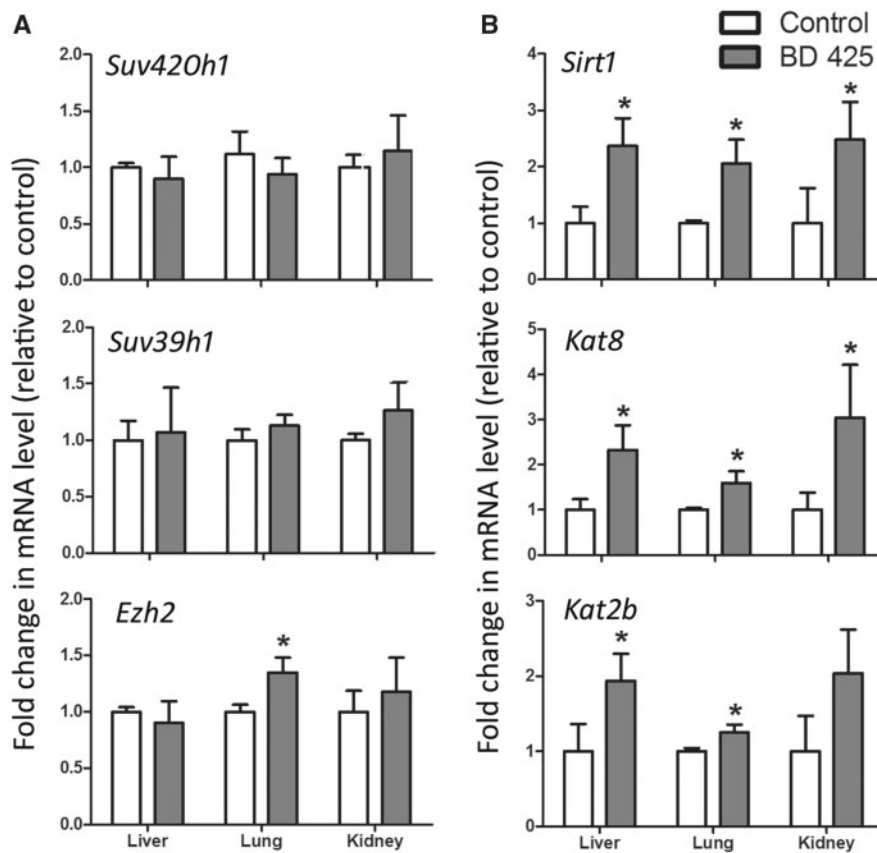 A
Fold change in mRNA level (relative to control)
Suv420h1
2.0
1.5
1.0
0.5
0.0
Suv39h1
2.0
1.5
1.0
0.5
0.0
Ezh2
2.0
1.5
1.0
0.5
0.0
*
Liver Lung Kidney
B
Control
BD 425
Fold change in mRNA level (relative to control)
Sirt1
4
3
2
1
0
* * *
Kat8
5
4
3
2
1
0
* * *
Kat2b
3
2
1
0
* *
Liver Lung Kidney